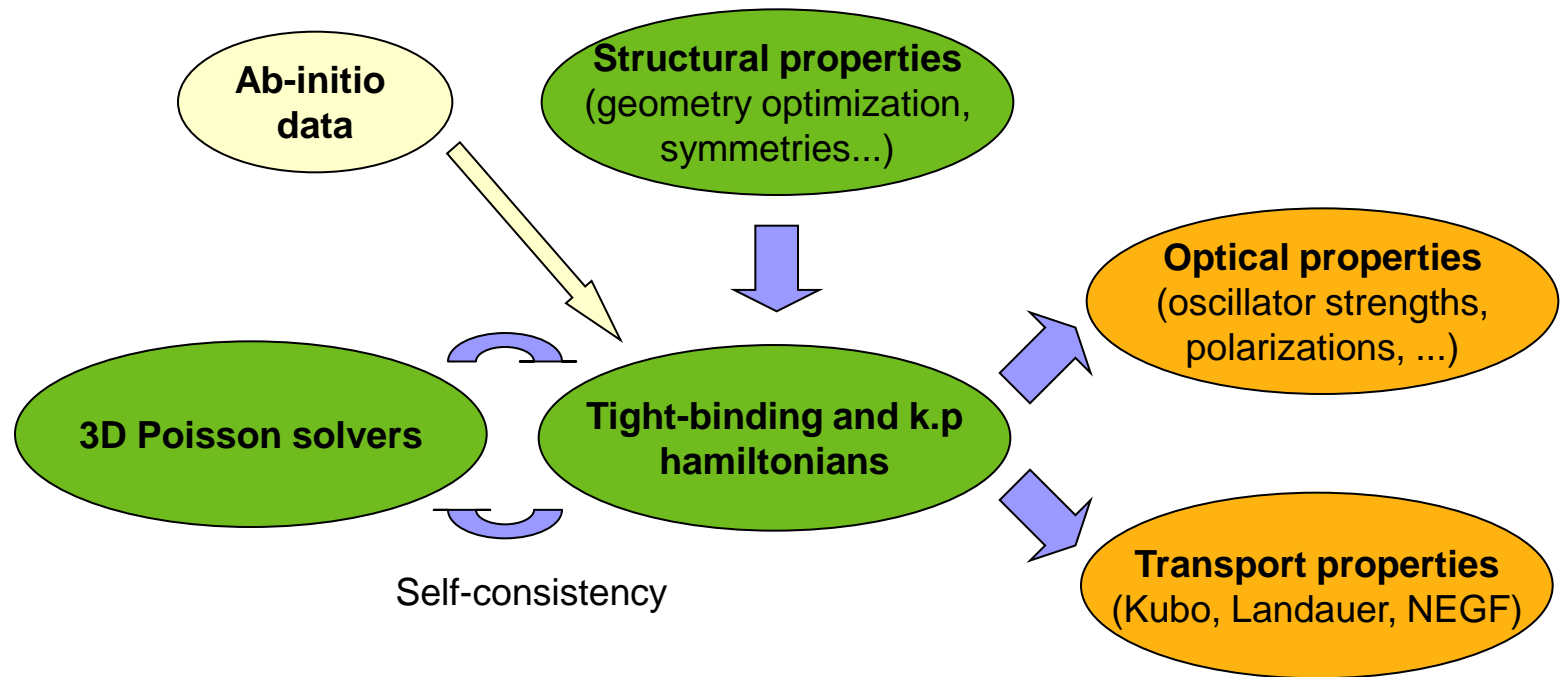 Ab-initio
data
Structural properties
(geometry optimization,
symmetries...)
Optical properties
(oscillator strengths,
polarizations, ...)
3D Poisson solvers
Tight-binding and k.p
hamiltonians
Self-consistency
Transport properties
(Kubo, Landauer, NEGF)